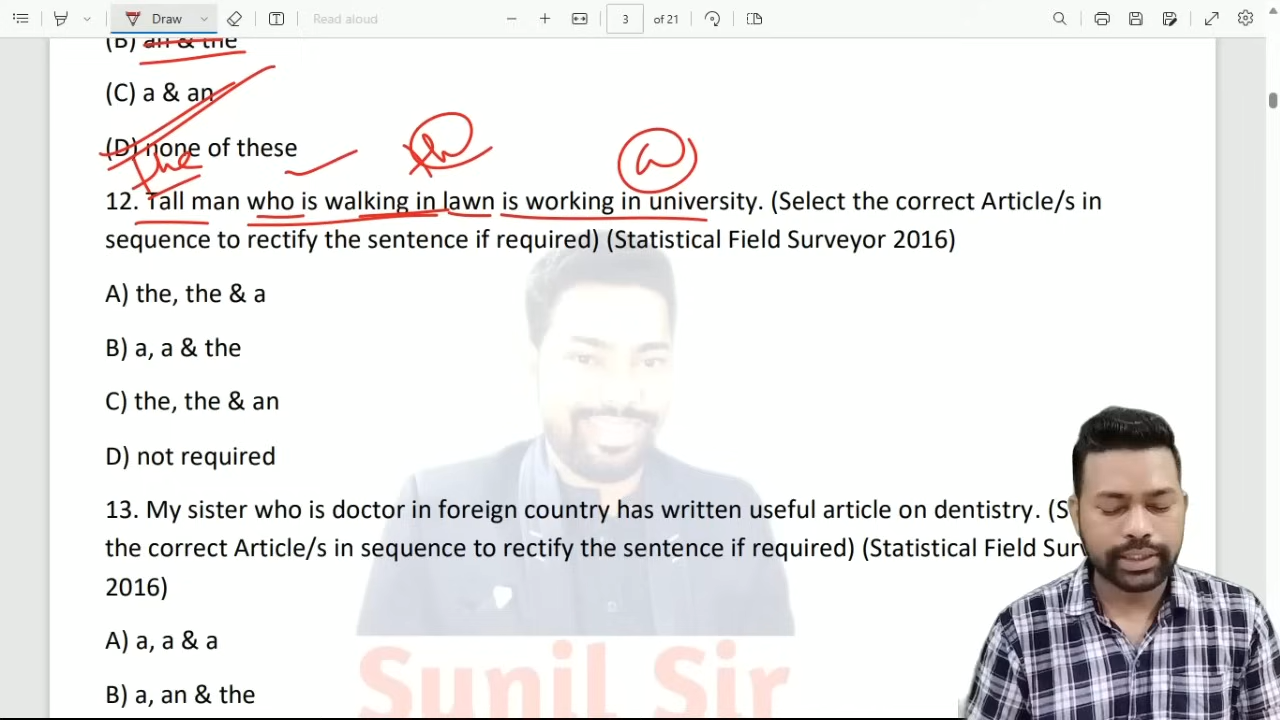 Draw
Read aloud
3
of 21
(B) an & the
(C) a & an
(D) none of these
The
the
a
12. Tall man who is walking in lawn is working in university. (Select the correct Article/s in
sequence to rectify the sentence if required) (Statistical Field Surveyor 2016)
A) the, the & a
B) a, a & the
C) the, the & an
D) not required
13. My sister who is doctor in foreign country has written useful article on dentistry. (S
the correct Article/s in sequence to rectify the sentence if required) (Statistical Field Surv
2016)
A) a, a & a
B) a, an & the
Sunil Sir